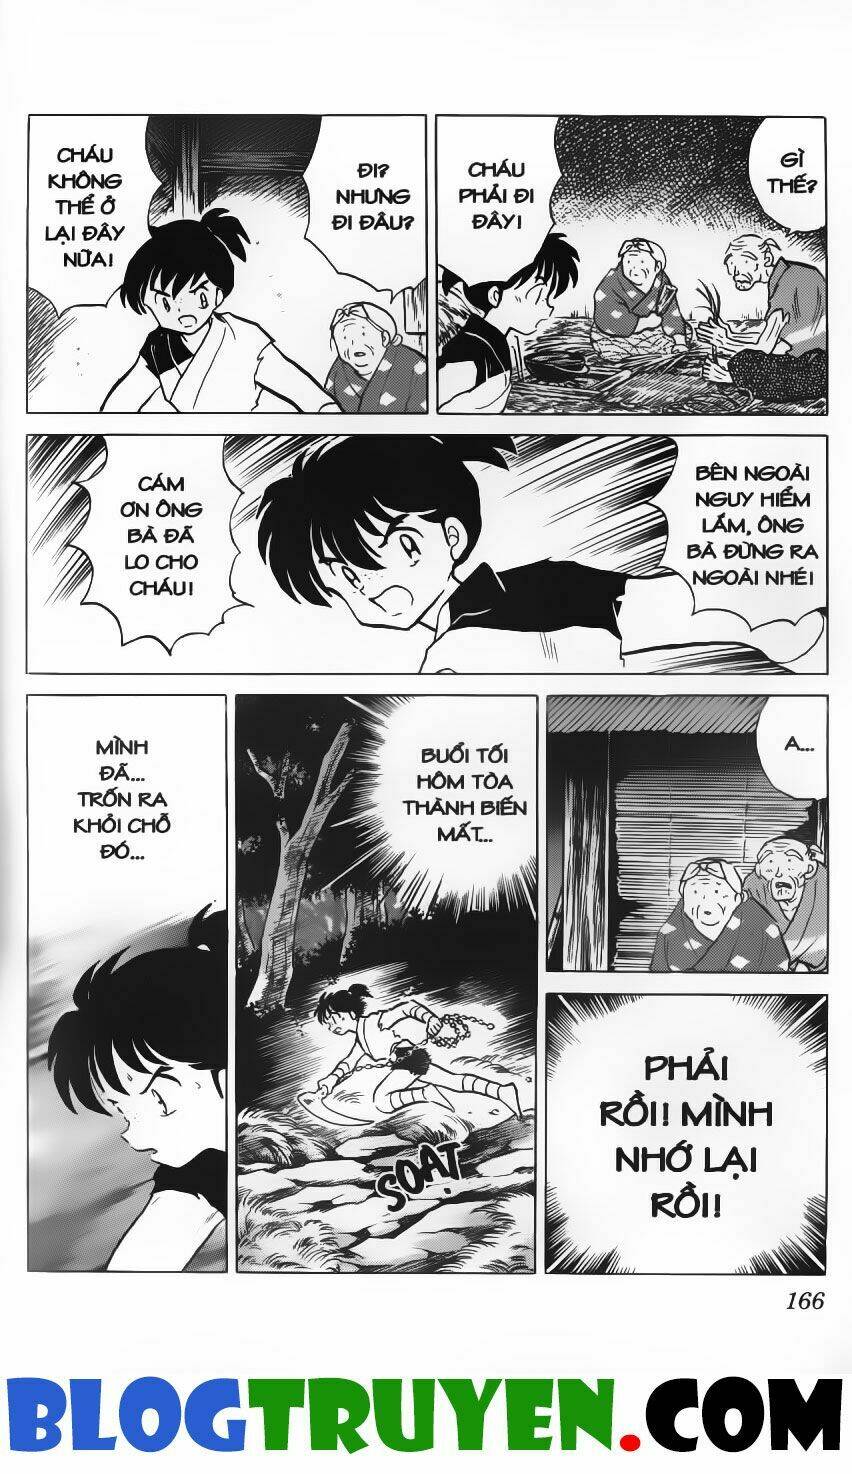 GÌ
THẾ?
CHÁU
PHẢI ĐI
ĐÂY!
ĐI?
NHƯNG
ĐI ĐÂU?
CHÁU
KHÔNG
THỂ Ở
LẠI ĐÂY
NỮA!
BÊN NGOÀI
NGUY HIỂM
LẮM, ÔNG
BÀ ĐỪNG RA
NGOÀI NHÉ!
CÁM
ƠN ÔNG
BÀ ĐÃ
LO CHO
CHÁU!
A...
PHẢI
RỒI! MÌNH
NHỚ LẠI
RỒI!
BUỔI TỐI
HÔM TÒA
THÀNH BIẾN
MẤT...
SOẠT
MÌNH
ĐÃ...
TRỐN RA
KHỎI CHỖ
ĐÓ...
166
BLOGTRUYEN.COM